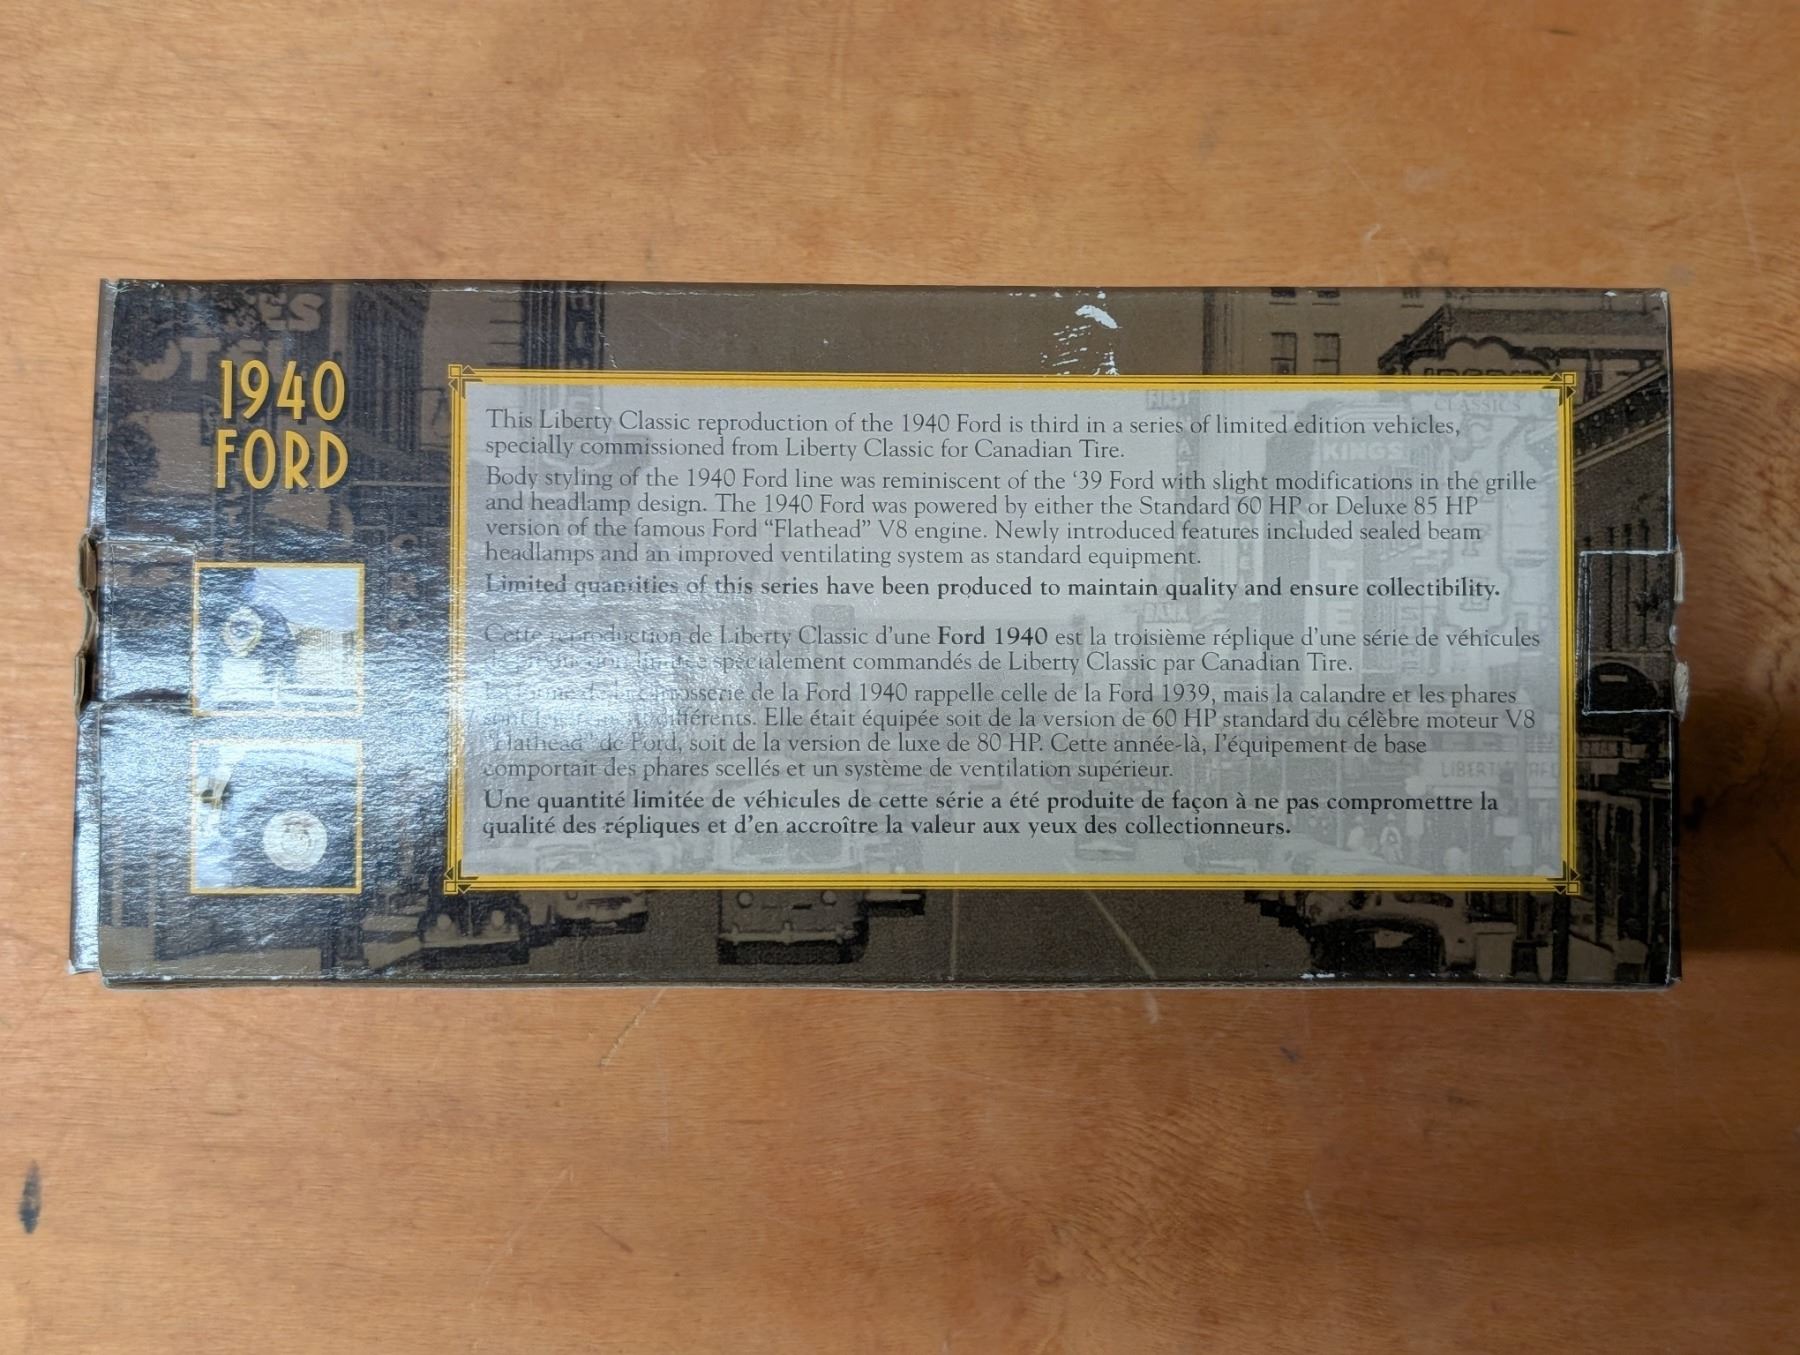 1940
FORD
This Liberty Classic reproduction of the 1940 Ford is third in a series of limited edition vehicles,
specially commissioned from Liberty Classic for Canadian Tire.
Body styling of the 1940 Ford line was reminiscent of the ‘39 Ford with slight modifications in the grille
and headlamp design. The 1940 Ford was powered by either the Standard 60 HP or Deluxe 85 HP
version of the famous Ford “Flathead” V8 engine. Newly introduced features included sealed beam
headlamps and an improved ventilating system as standard equipment.
Limited quantities of this series have been produced to maintain quality and ensure collectibility.
Cette reproduction de Liberty Classic d'une Ford 1940 est la troisième réplique d'une série de véhicules
spécialement commandés de Liberty Classic par Canadian Tire.
carrosserie de la Ford 1940 rappelle celle de la Ford 1939, mais la calandre et les phares
différents. Elle était équipée soit de la version de 60 HP standard du célèbre moteur V8
"Flathead" de Ford, soit de la version de luxe de 80 HP. Cette année-là, l'équipement de base
comportait des phares scellés et un système de ventilation supérieur.
Une quantité limitée de véhicules de cette série a été produite de façon à ne pas compromettre la
qualité des répliques et d'en accroître la valeur aux yeux des collectionneurs.
KINGS
CLASSICS